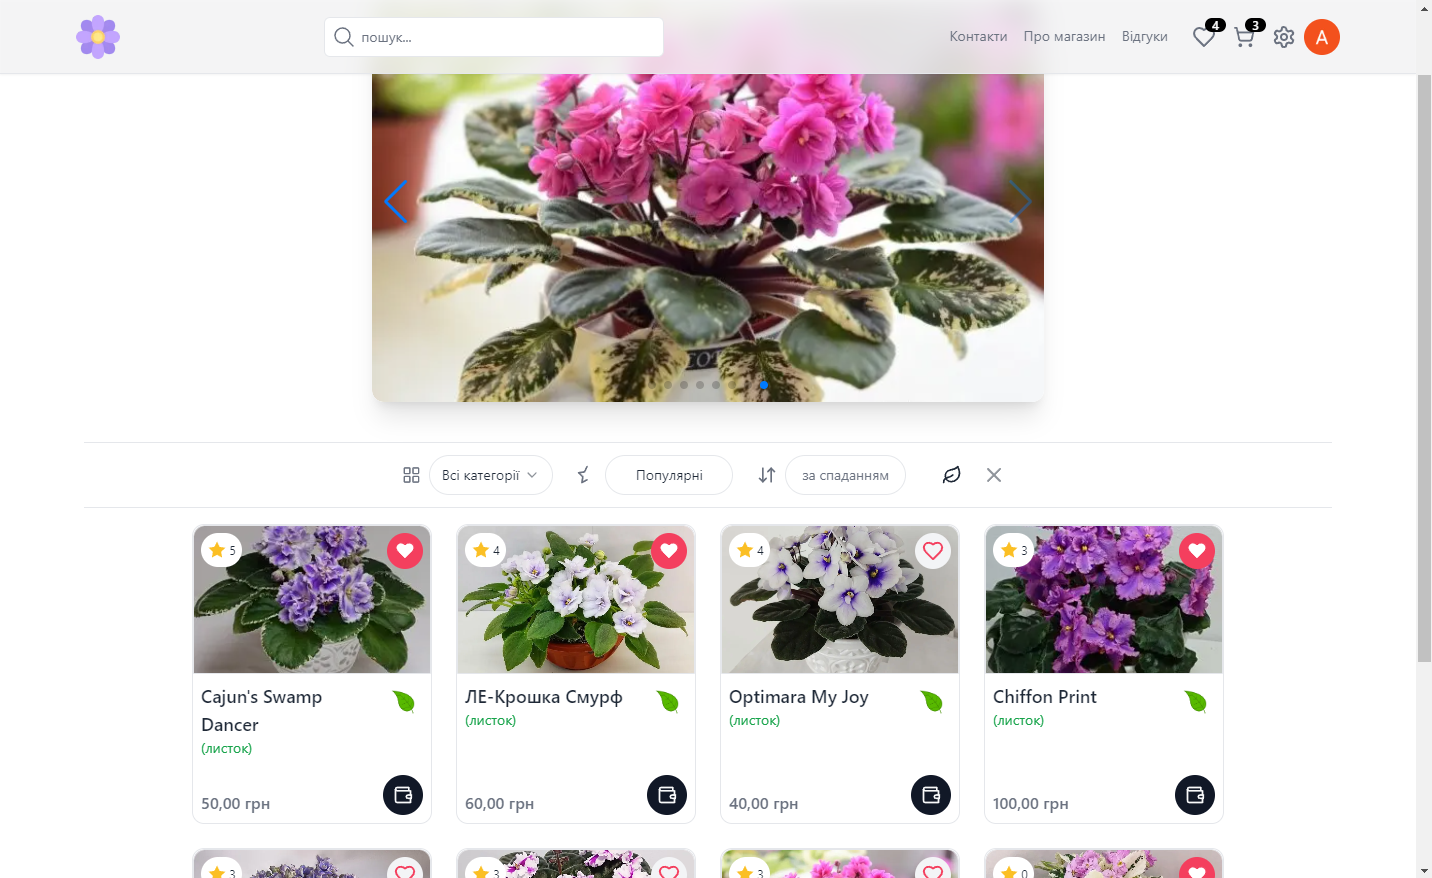 пошук...
Контакти
Про магазин
Відгуки
4
3
A
Всі категорії
Популярні
за спаданням
5
4
4
3
Cajun's Swamp
Dancer
(листок)
50,00 грн
ЛЕ-Крошка Смурф
(листок)
60,00 грн
Optimara My Joy
(листок)
40,00 грн
Chiffon Print
(листок)
100,00 грн
3
3
3
0